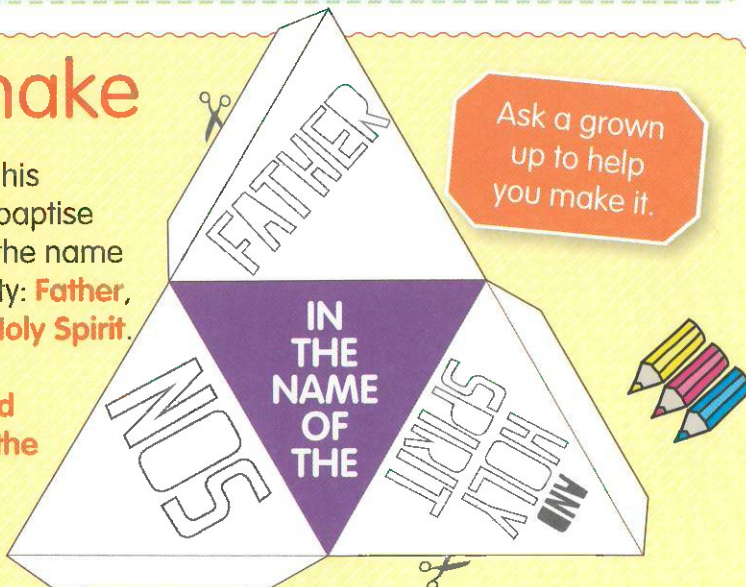 make
his
baptise
the name
ty: Father,
Holy Spirit.
d
the
Ask a grown
up to help
you make it.
FATHER
IN
THE
NAME
OF
THE
SON
AND
HOLY
SPIRIT